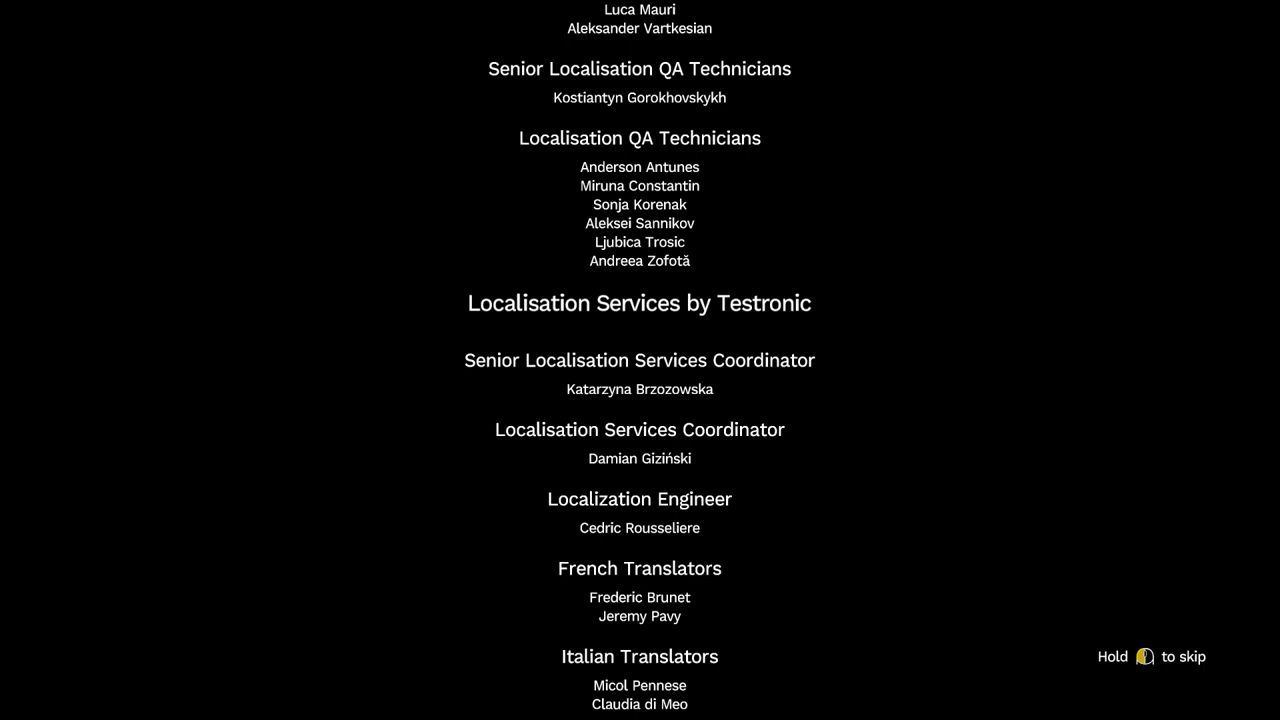 Luca Mauri
Aleksander Vartkesian
Senior Localisation QA Technicians
Kostiantyn Gorokhovskykh
Localisation QA Technicians
Anderson Antunes
Miruna Constantin
Sonja Korenak
Aleksei Sannikov
Ljubica Trosic
Andreea Zofotă
Localisation Services by Testronic
Senior Localisation Services Coordinator
Katarzyna Brzozowska
Localisation Services Coordinator
Damian Giziński
Localization Engineer
Cedric Rousseliere
French Translators
Frederic Brunet
Jeremy Pavy
Italian Translators
Micol Pennese
Claudia di Meo
Hold to skip